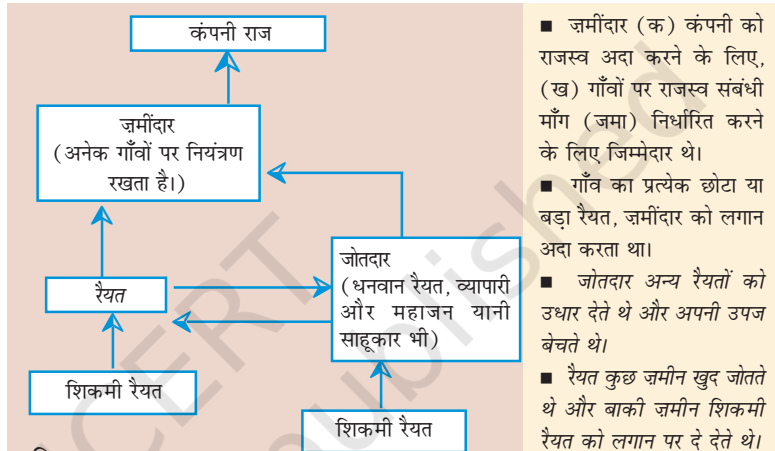 कंपनी राज
ज़मींदार
(अनेक गाँवों पर नियंत्रण
रखता है।)
रैयत
जोतदार
(धनवान रैयत, व्यापारी
और महाजन यानी
साहूकार भी)
शिकमी रैयत
शिकमी रैयत
■ ज़मींदार (क) कंपनी को
राजस्व अदा करने के लिए,
(ख) गाँवों पर राजस्व संबंधी
माँग (जमा) निर्धारित करने
के लिए जिम्मेदार थे।
■ गाँव का प्रत्येक छोटा या
बड़ा रैयत, ज़मींदार को लगान
अदा करता था।
■ जोतदार अन्य रैयतों को
उधार देते थे और अपनी उपज
बेचते थे।
■ रैयत कुछ ज़मीन खुद जोतते
थे और बाकी ज़मीन शिकमी
रैयत को लगान पर दे देते थे।